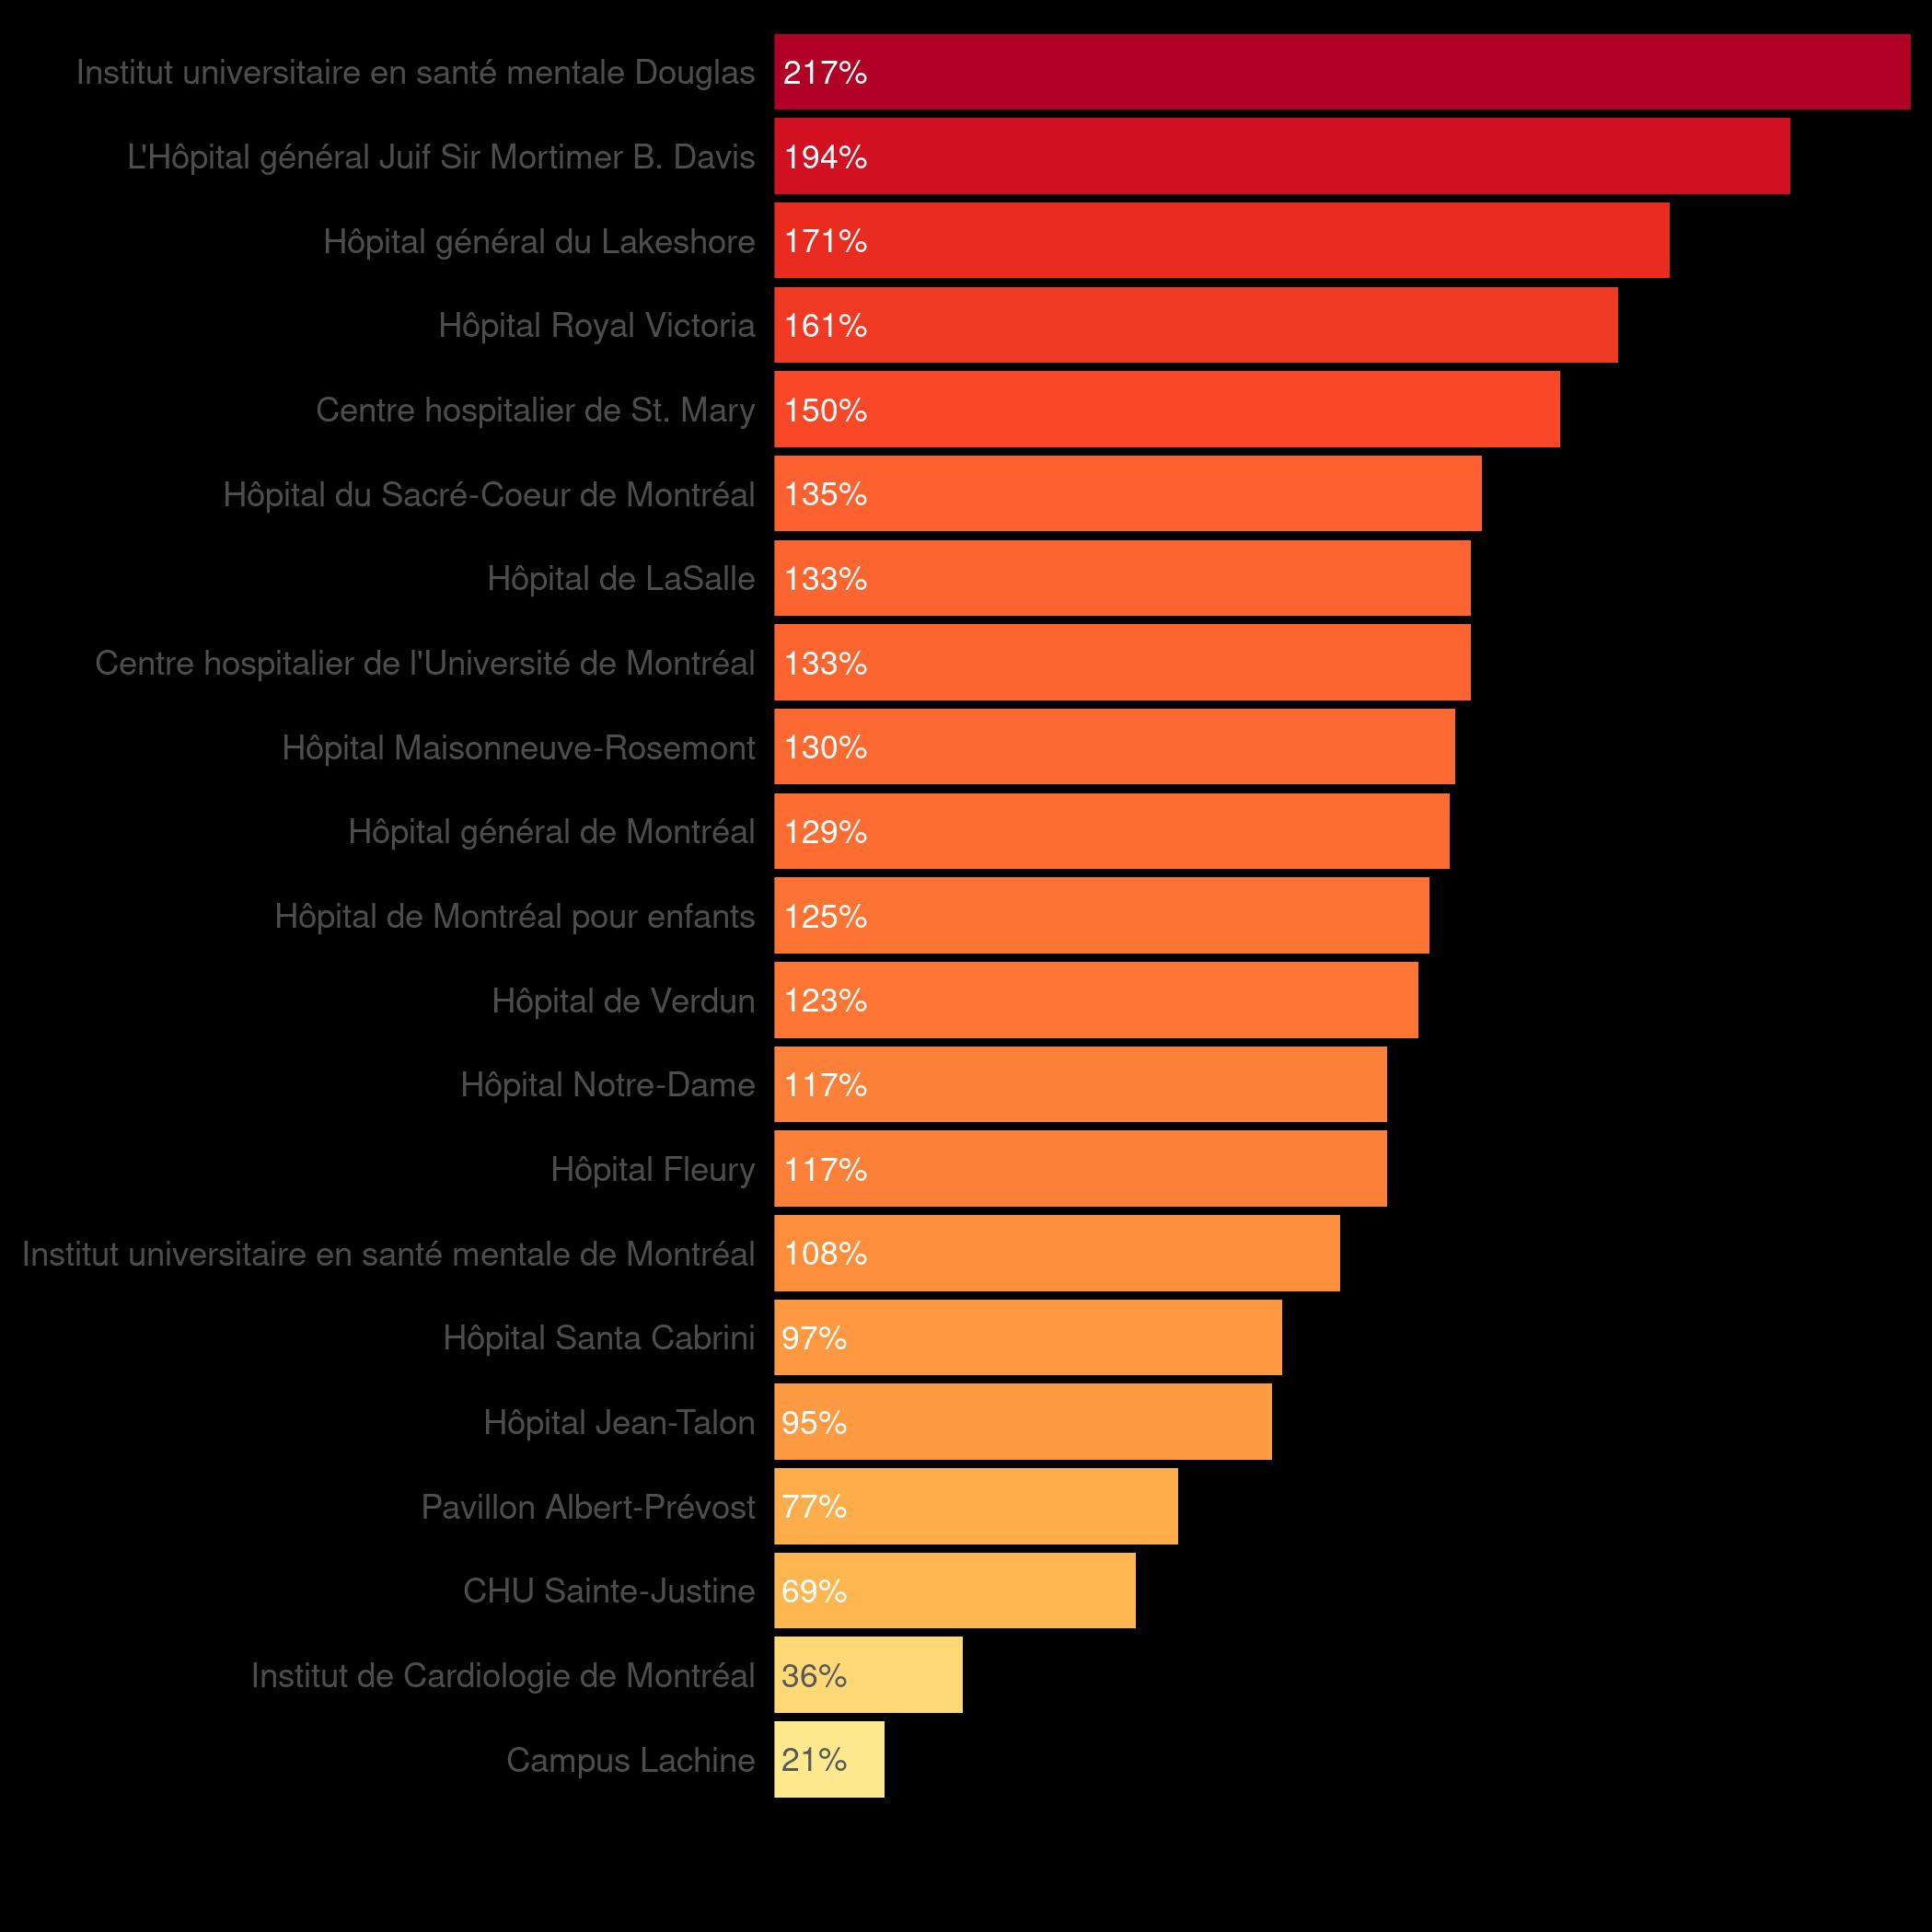 Institut universitaire en santé mentale Douglas 217%
L'Hôpital général Juif Sir Mortimer B. Davis 194%
Hôpital général du Lakeshore 171%
Hôpital Royal Victoria 161%
Centre hospitalier de St. Mary 150%
Hôpital du Sacré-Coeur de Montréal 135%
Hôpital de LaSalle 133%
Centre hospitalier de l'Université de Montréal 133%
Hôpital Maisonneuve-Rosemont 130%
Hôpital général de Montréal 129%
Hôpital de Montréal pour enfants 125%
Hôpital de Verdun 123%
Hôpital Notre-Dame 117%
Hôpital Fleury 117%
Institut universitaire en santé mentale de Montréal 108%
Hôpital Santa Cabrini 97%
Hôpital Jean-Talon 95%
Pavillon Albert-Prévost 77%
CHU Sainte-Justine 69%
Institut de Cardiologie de Montréal 36%
Campus Lachine 21%